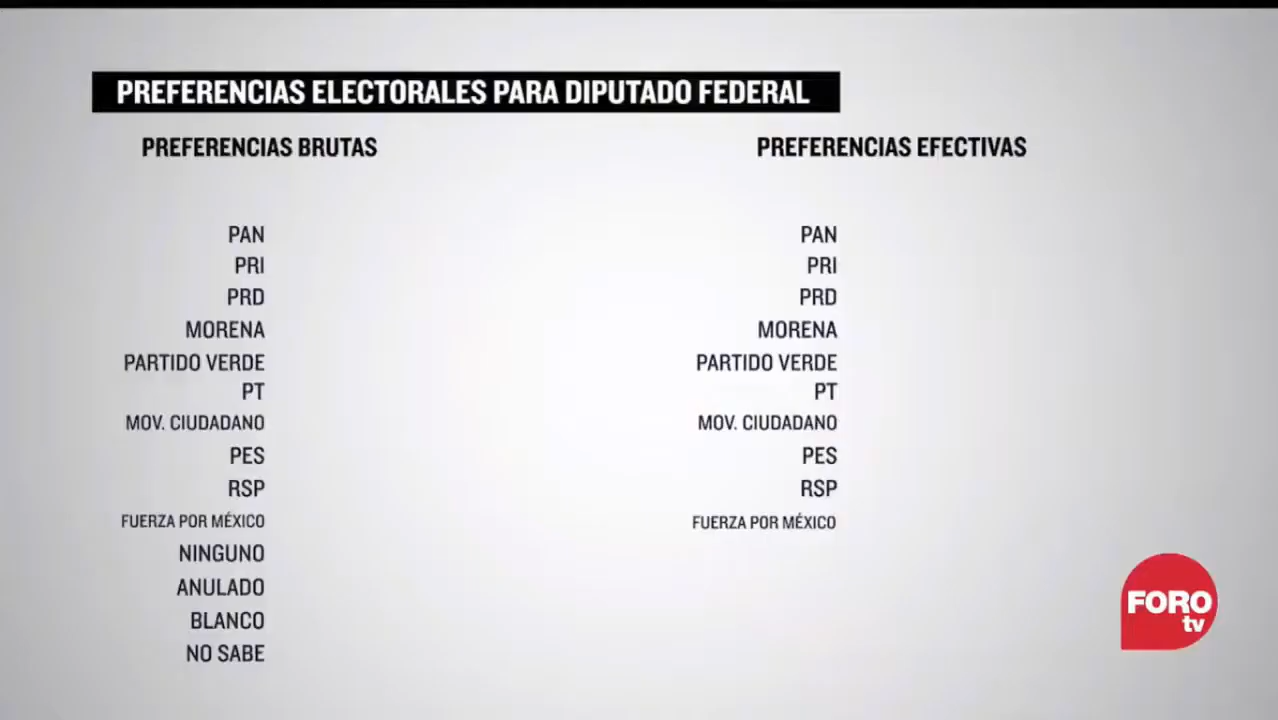 PREFERENCIAS ELECTORALES PARA DIPUTADO FEDERAL
PREFERENCIAS BRUTAS
PAN
PRI
PRD
MORENA
PARTIDO VERDE
PT
MOV. CIUDADANO
PES
RSP
FUERZA POR MÉXICO
NINGUNO
ANULADO
BLANCO
NO SABE
PREFERENCIAS EFECTIVAS
PAN
PRI
PRD
MORENA
PARTIDO VERDE
PT
MOV. CIUDADANO
PES
RSP
FUERZA POR MÉXICO
FORO
tv